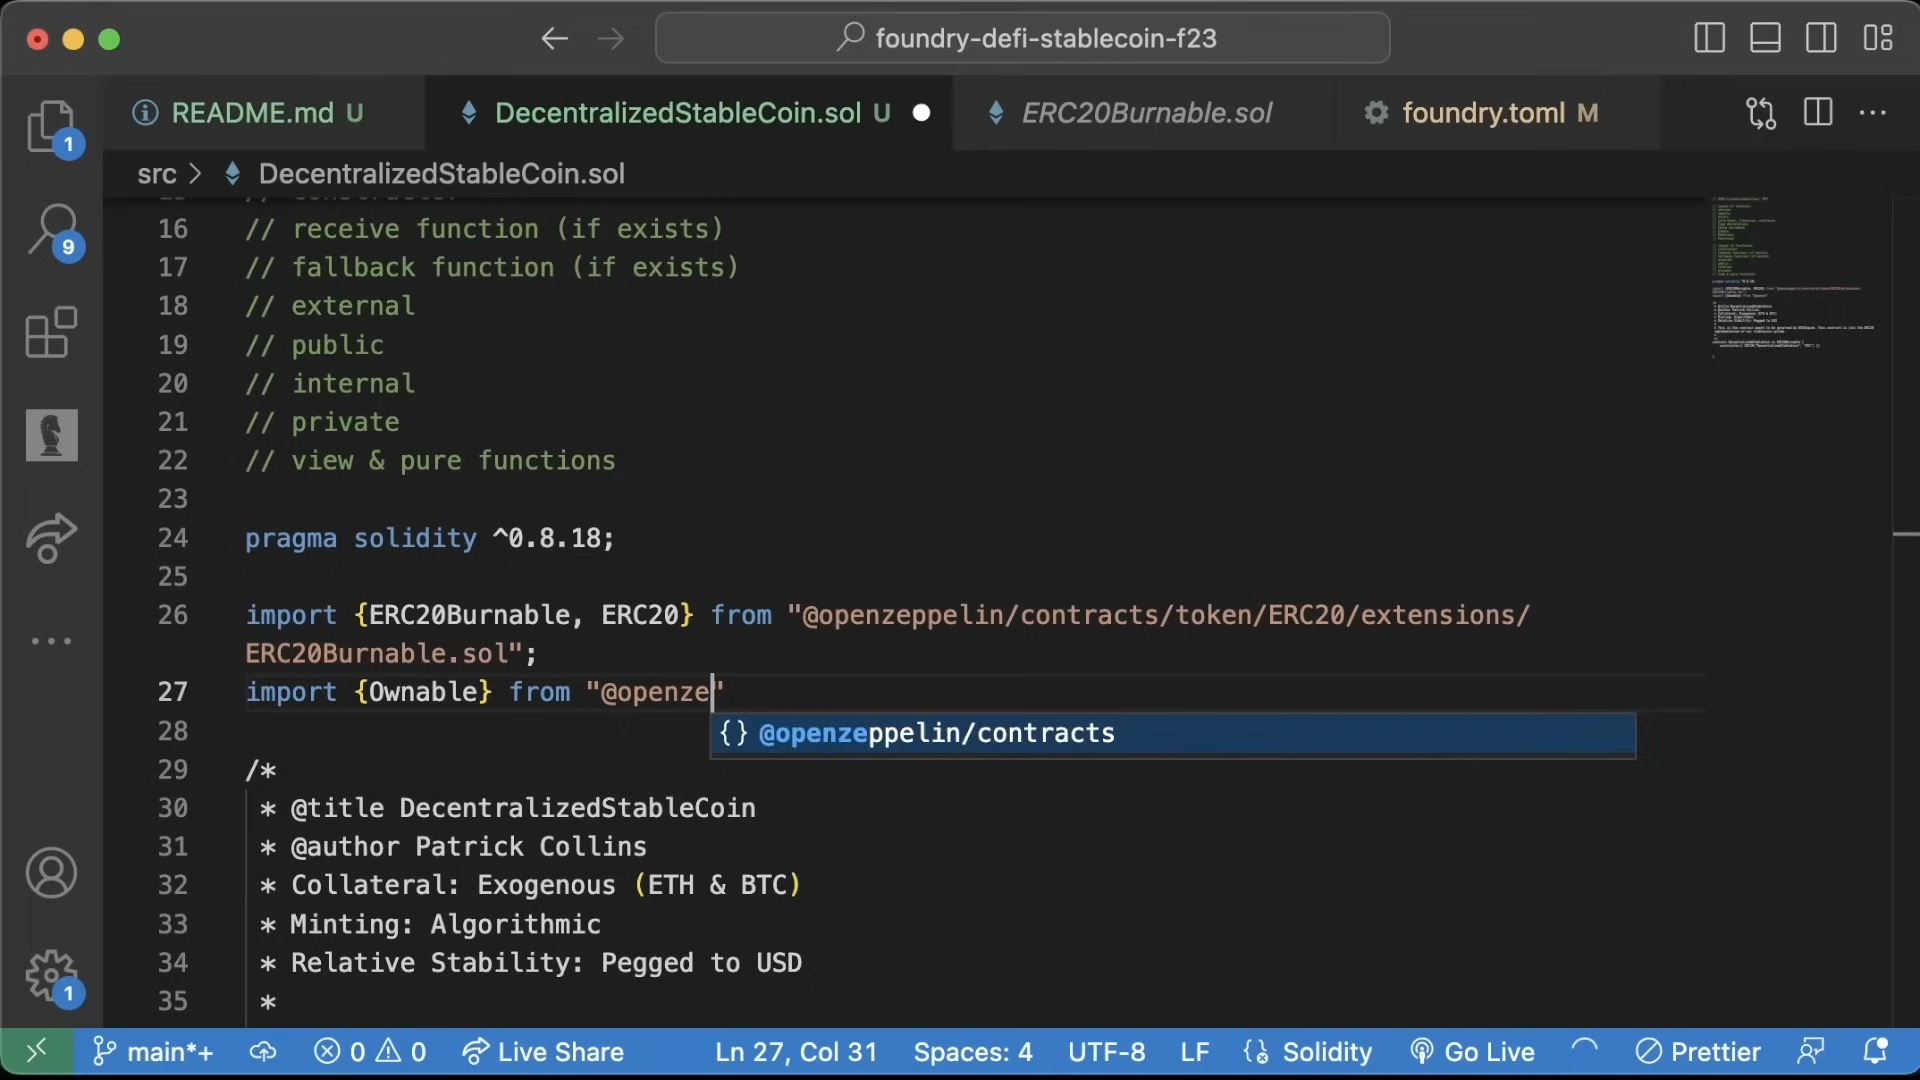 foundry-defi-stablecoin-f23
README.md U
DecentralizedStableCoin.sol U
ERC20Burnable.sol
foundry.toml M
src > DecentralizedStableCoin.sol
16 // receive function (if exists)
17 // fallback function (if exists)
18 // external
19 // public
20 // internal
21 // private
22 // view & pure functions
23
24 pragma solidity ^0.8.18;
25
26 import {ERC20Burnable, ERC20} from "@openzeppelin/contracts/token/ERC20/extensions/
ERC20Burnable.sol";
27 import {Ownable} from "@openze"
28
{} @openzeppelin/contracts
29 /*
30 * @title DecentralizedStableCoin
31 * @author Patrick Collins
32 * Collateral: Exogenous (ETH & BTC)
33 * Minting: Algorithmic
34 * Relative Stability: Pegged to USD
35 *
1
9
1
main*+
0 0
Live Share
Ln 27, Col 31
Spaces: 4
UTF-8
LF
Solidity
Go Live
Prettier